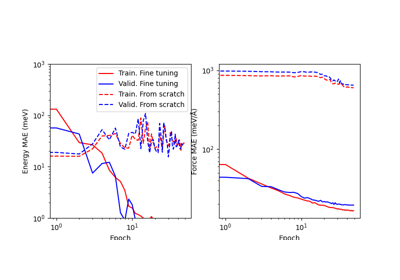 Energy MAE (meV)
10³
10²
10¹
10⁰
Train. Fine tuning
Valid. Fine tuning
Train. From scratch
Valid. From scratch
10⁰
10¹
Epoch
Force MAE (meV/Å)
10³
10²
10⁰
10¹
Epoch